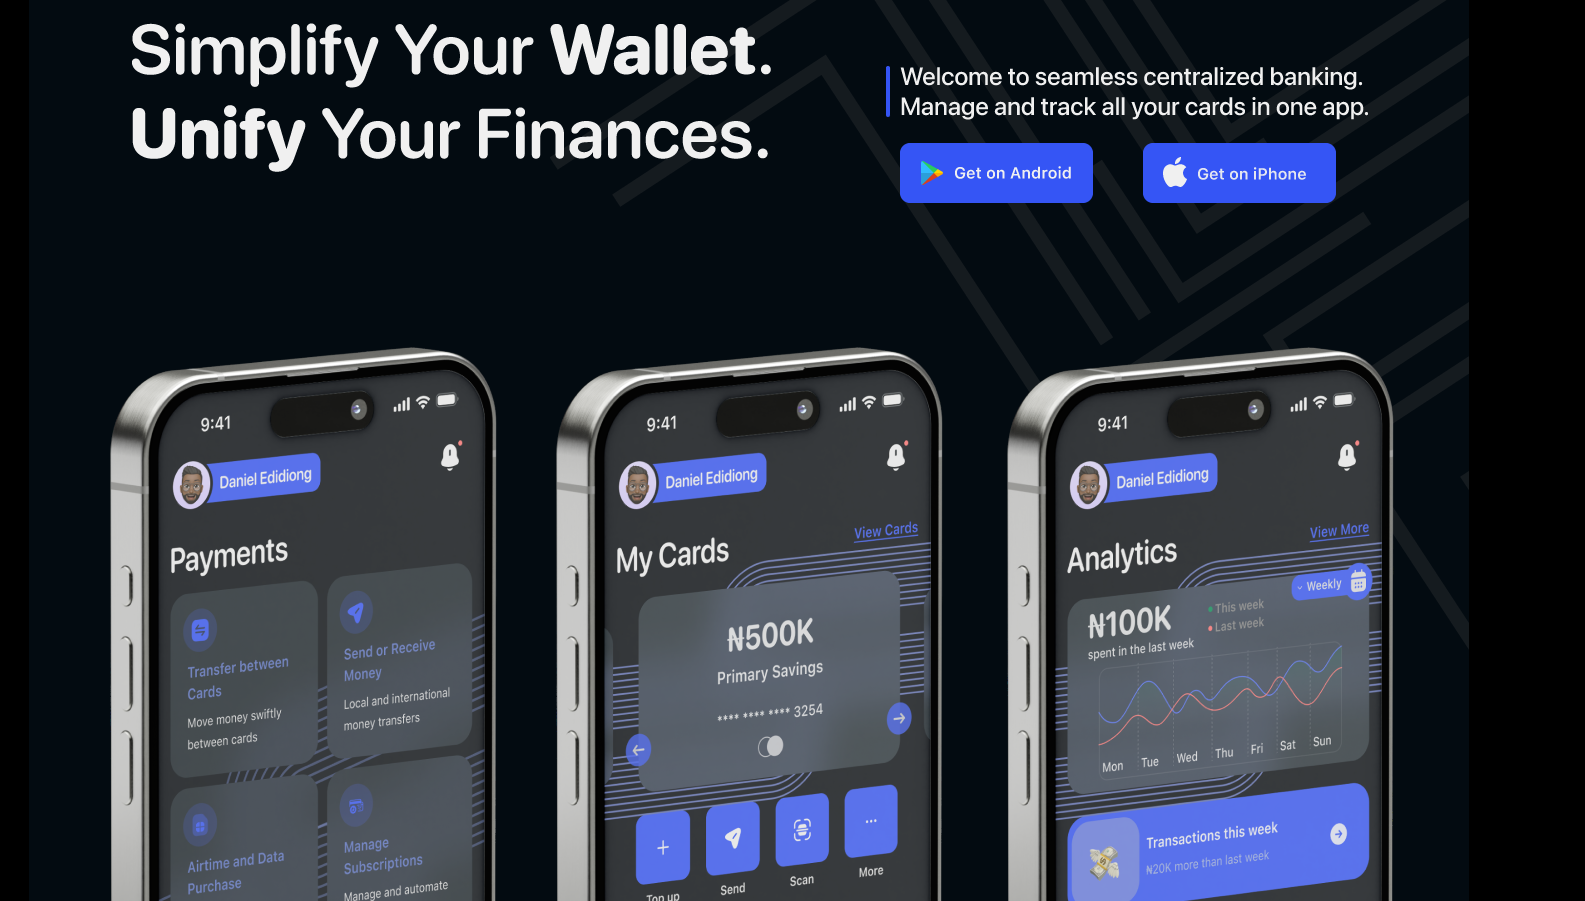 Simplify Your Wallet.
Unify Your Finances.
Welcome to seamless centralized banking.
Manage and track all your cards in one app.
Get on Android
Get on iPhone
9:41
Daniel Edidiong
Payments
Transfer between
Cards
Move money swiftly
between cards
Send or Receive
Money
Local and international
money transfers
Airtime and Data
Purchase
Manage
Subscriptions
Manage and automate
9:41
Daniel Edidiong
My Cards
View Cards
₦500K
Primary Savings
**** **** **** 3254
Top up
Send
Scan
More
9:41
Daniel Edidiong
Analytics
View More
Weekly
₦100K
spent in the last week
This week
Last week
Mon Tue Wed Thu Fri Sat Sun
Transactions this week
₦20K more than last week